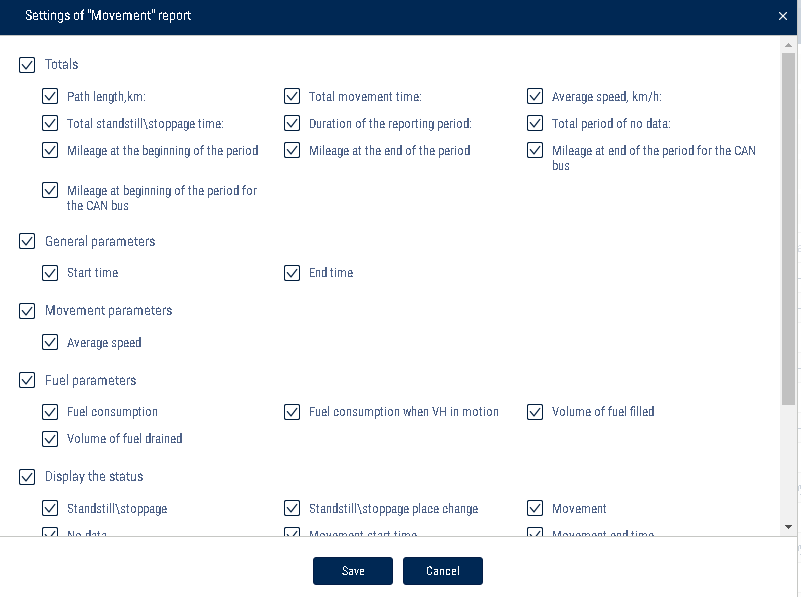 Settings of "Movement" report
Totals
Path length,km:
Total movement time:
Average speed, km/h:
Total standstill\stoppage time:
Duration of the reporting period:
Total period of no data:
Mileage at the beginning of the period
Mileage at the end of the period
Mileage at end of the period for the CAN
bus
Mileage at beginning of the period for
the CAN bus
General parameters
Start time
End time
Movement parameters
Average speed
Fuel parameters
Fuel consumption
Fuel consumption when VH in motion
Volume of fuel filled
Volume of fuel drained
Display the status
Standstill\stoppage
Standstill\stoppage place change
Movement
No data
Movement start time
Movement end time
Save
Cancel